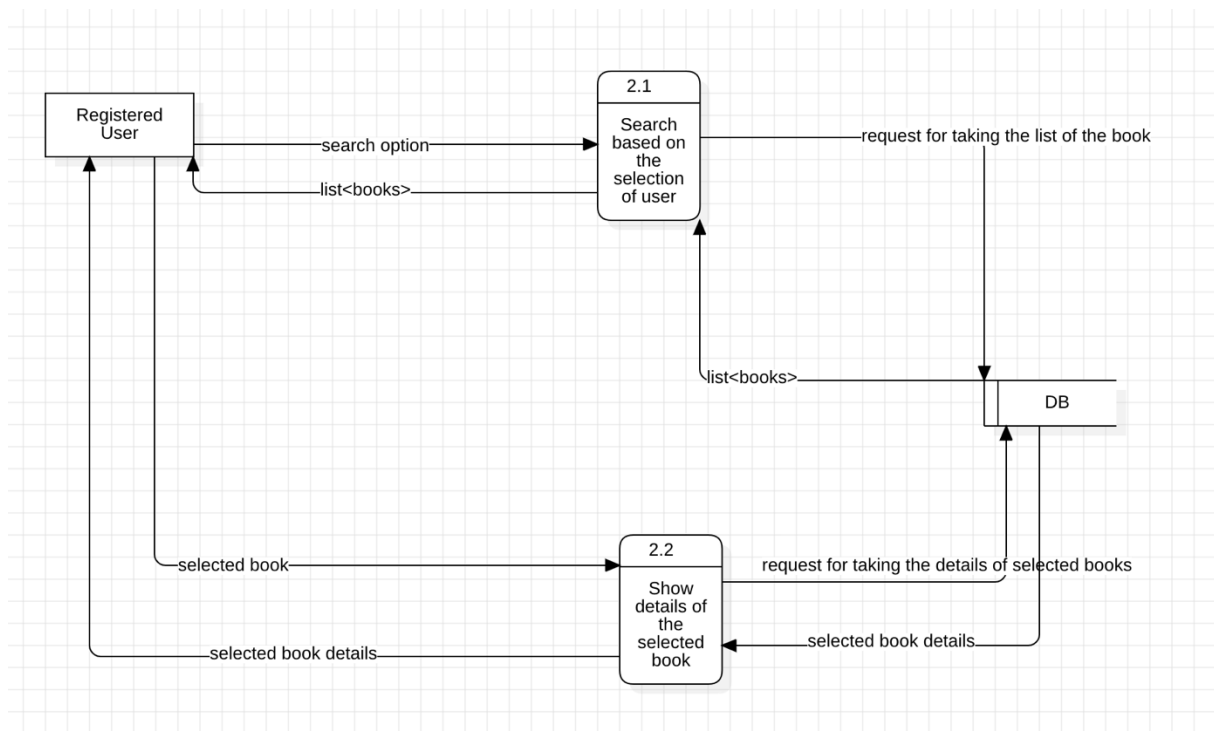 2.1
Registered
User
Search
based on
the
selection
of user
search option
request for taking the list of the book
list<books>
list<books>
DB
2.2
selected book
request for taking the details of selected books
Show
details of
the
selected
book
selected book details
selected book details